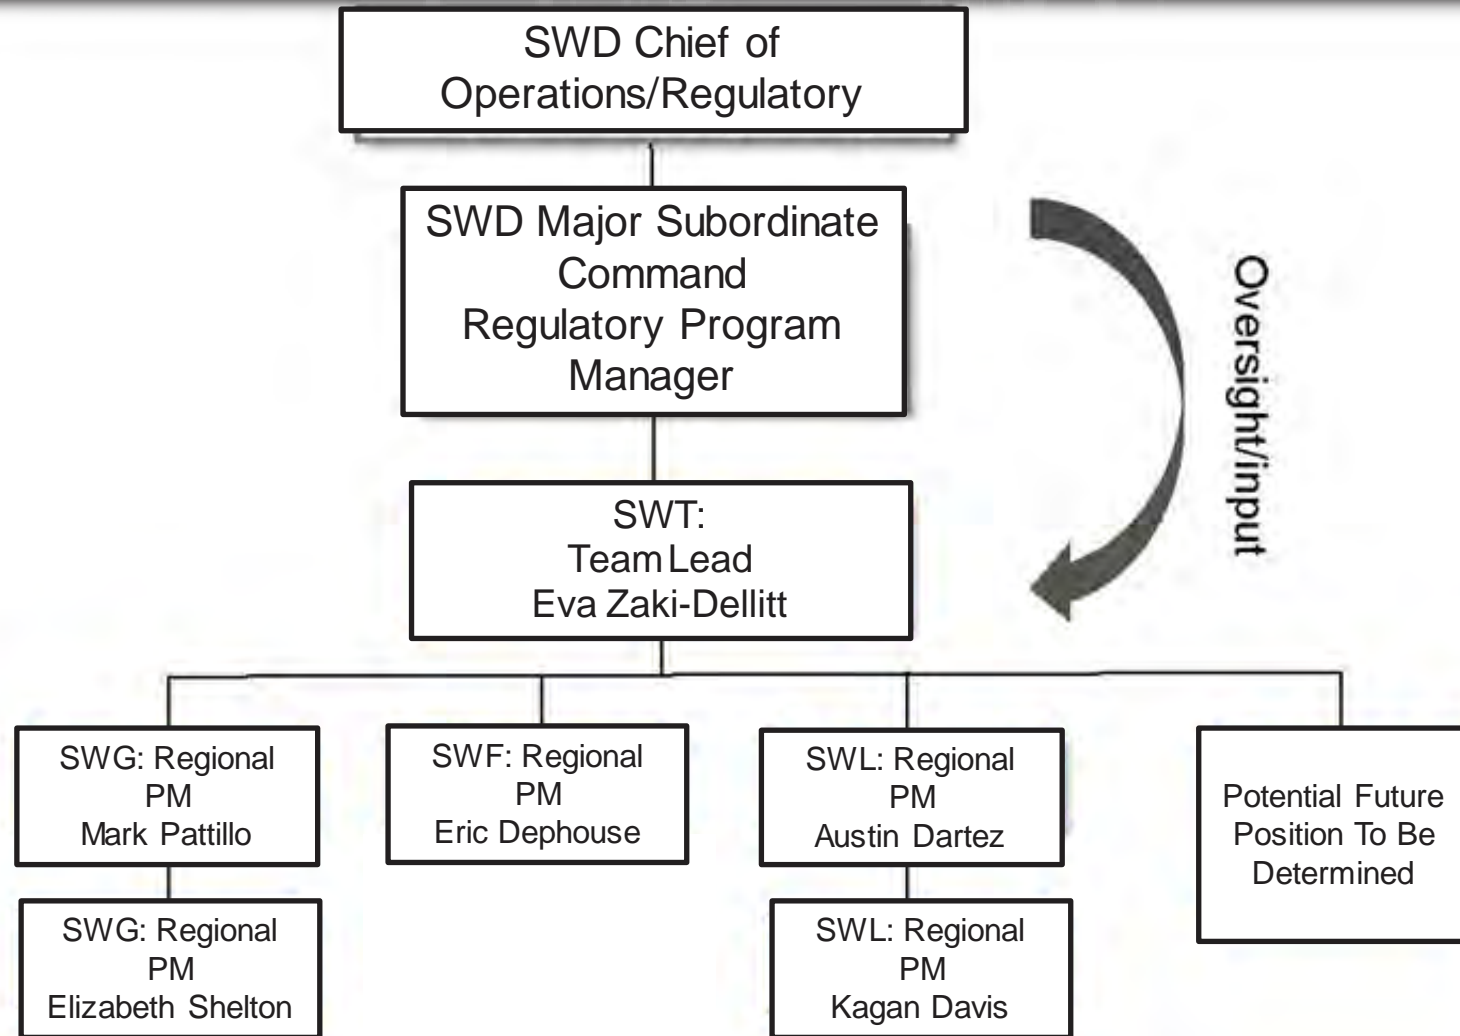 SWD Chief of
Operations/Regulatory
SWD Major Subordinate
Command
Regulatory Program
Manager
Oversight/input
SWT:
Team Lead
Eva Zaki-Dellitt
SWG: Regional
PM
Mark Pattillo
SWF: Regional
PM
Eric Dephouse
SWL: Regional
PM
Austin Dartez
Potential Future
Position To Be
Determined
SWG: Regional
PM
Elizabeth Shelton
SWL: Regional
PM
Kagan Davis